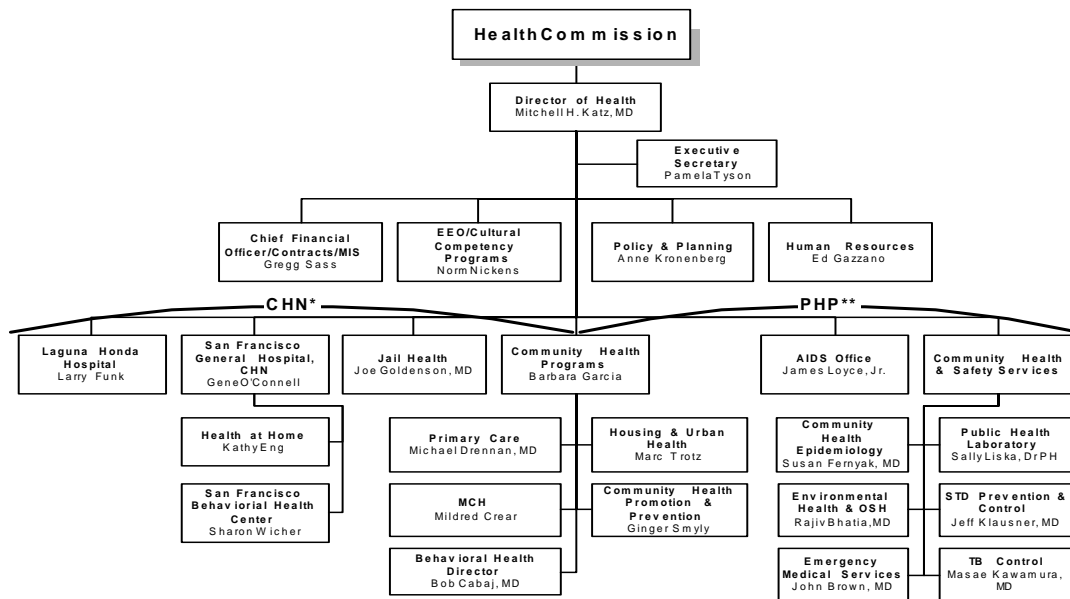 Health Commission
Director of Health
Mitchell H. Katz, MD
Executive
Secretary
Pamela Tyson
Chief Financial
Officer/Contracts/MIS
Gregg Sass
EEO/Cultural
Competency
Programs
Norm Nickens
Policy & Planning
Anne Kronenberg
Human Resources
Ed Gazzano
CHN*
PHP**
Laguna Honda
Hospital
Larry Funk
San Francisco
General Hospital,
CHN
Gene O'Connell
Jail Health
Joe Goldenson, MD
Community Health
Programs
Barbara Garcia
AIDS Office
James Loyce, Jr.
Community Health
& Safety Services
Health at Home
Kathy Eng
San Francisco
Behaviorial Health
Center
Sharon Wicher
Primary Care
Michael Drennan, MD
Housing & Urban
Health
Marc Trotz
MCH
Mildred Crear
Community Health
Promotion &
Prevention
Ginger Smyly
Behavioral Health
Director
Bob Cabaj, MD
Community
Health
Epidemiology
Susan Fernyak, MD
Public Health
Laboratory
Sally Liska, DrPH
Environmental
Health & OSH
Rajiv Bhatia, MD
STD Prevention &
Control
Jeff Klausner, MD
Emergency
Medical Services
John Brown, MD
TB Control
Masae Kawamura,
MD